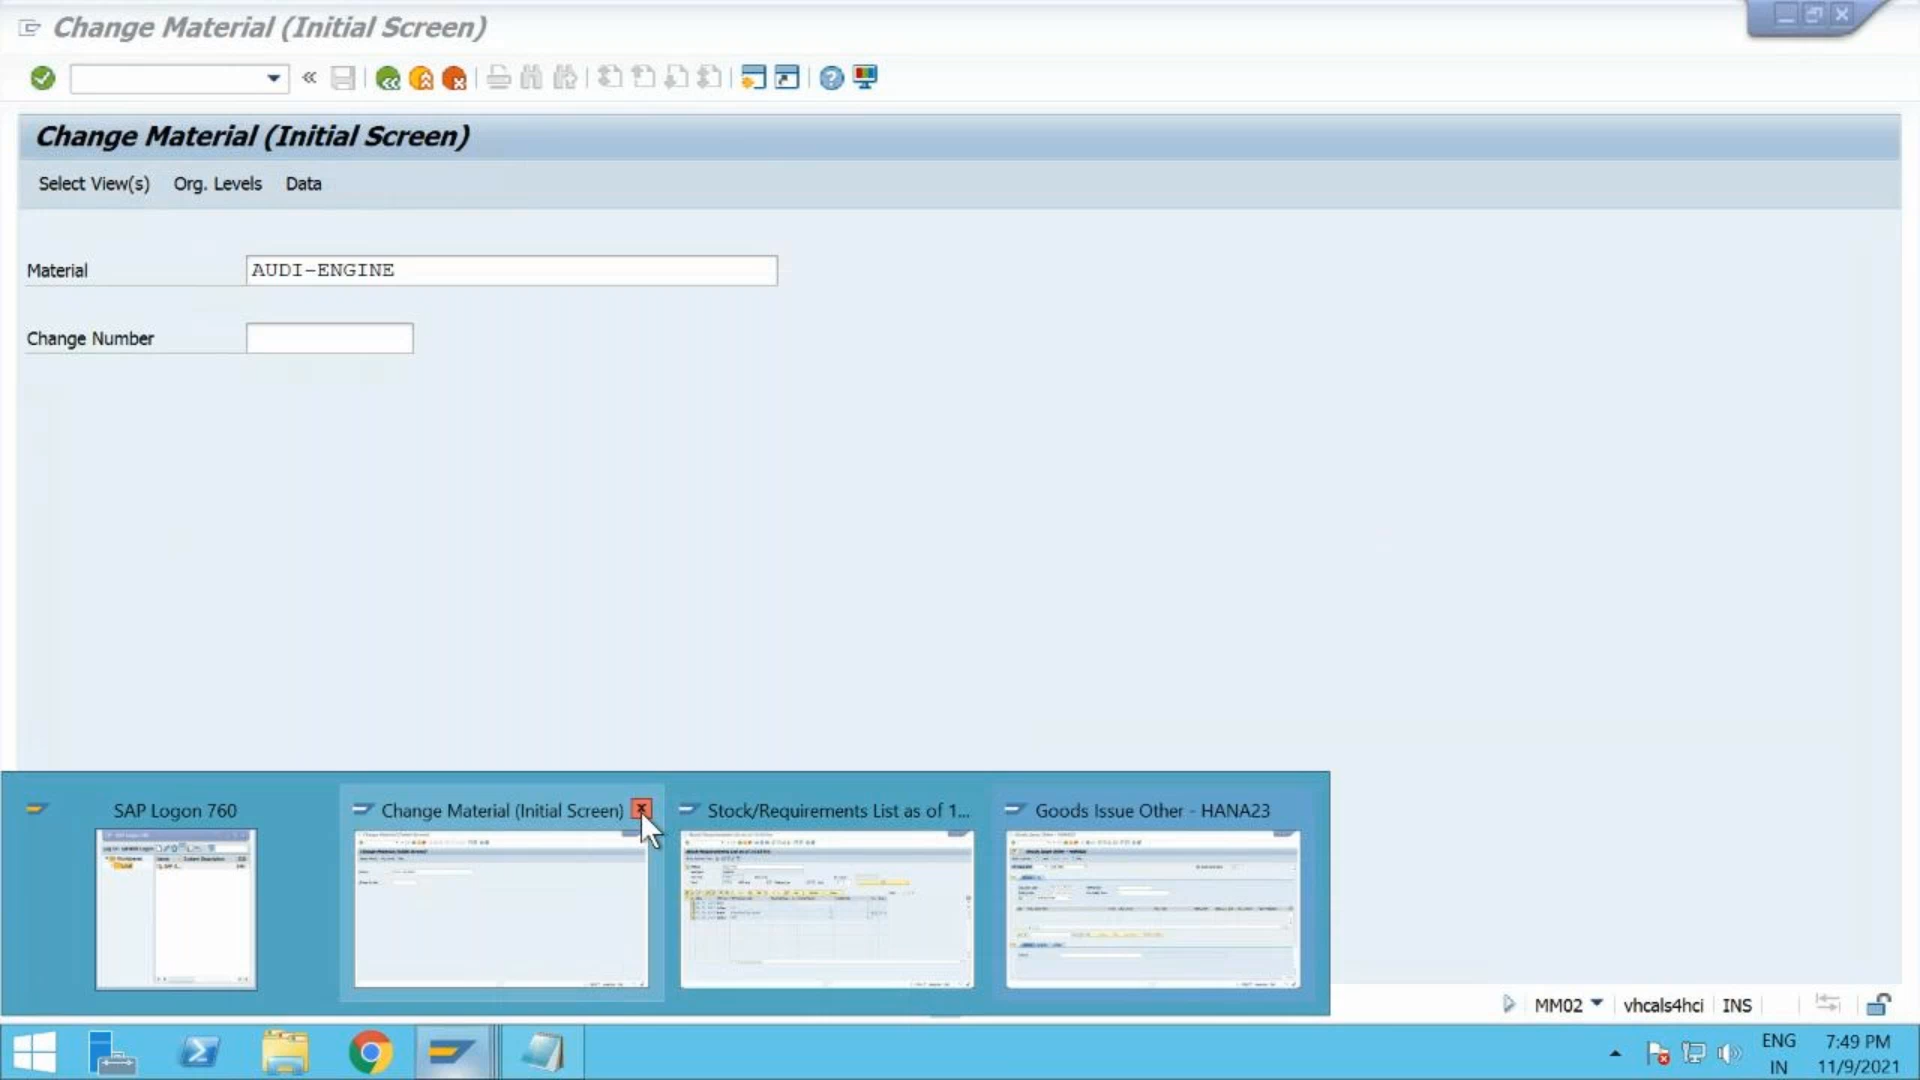 Change Material (Initial Screen)
Change Material (Initial Screen)
Select View(s) Org. Levels Data
Material AUDI-ENGINE
Change Number
SAP Logon 760
Change Material (Initial Screen)
Stock/Requirements List as of 1...
Goods Issue Other - HANA23
MM02 vhcals4hci INS
ENG 7:49 PM
IN 11/9/2021